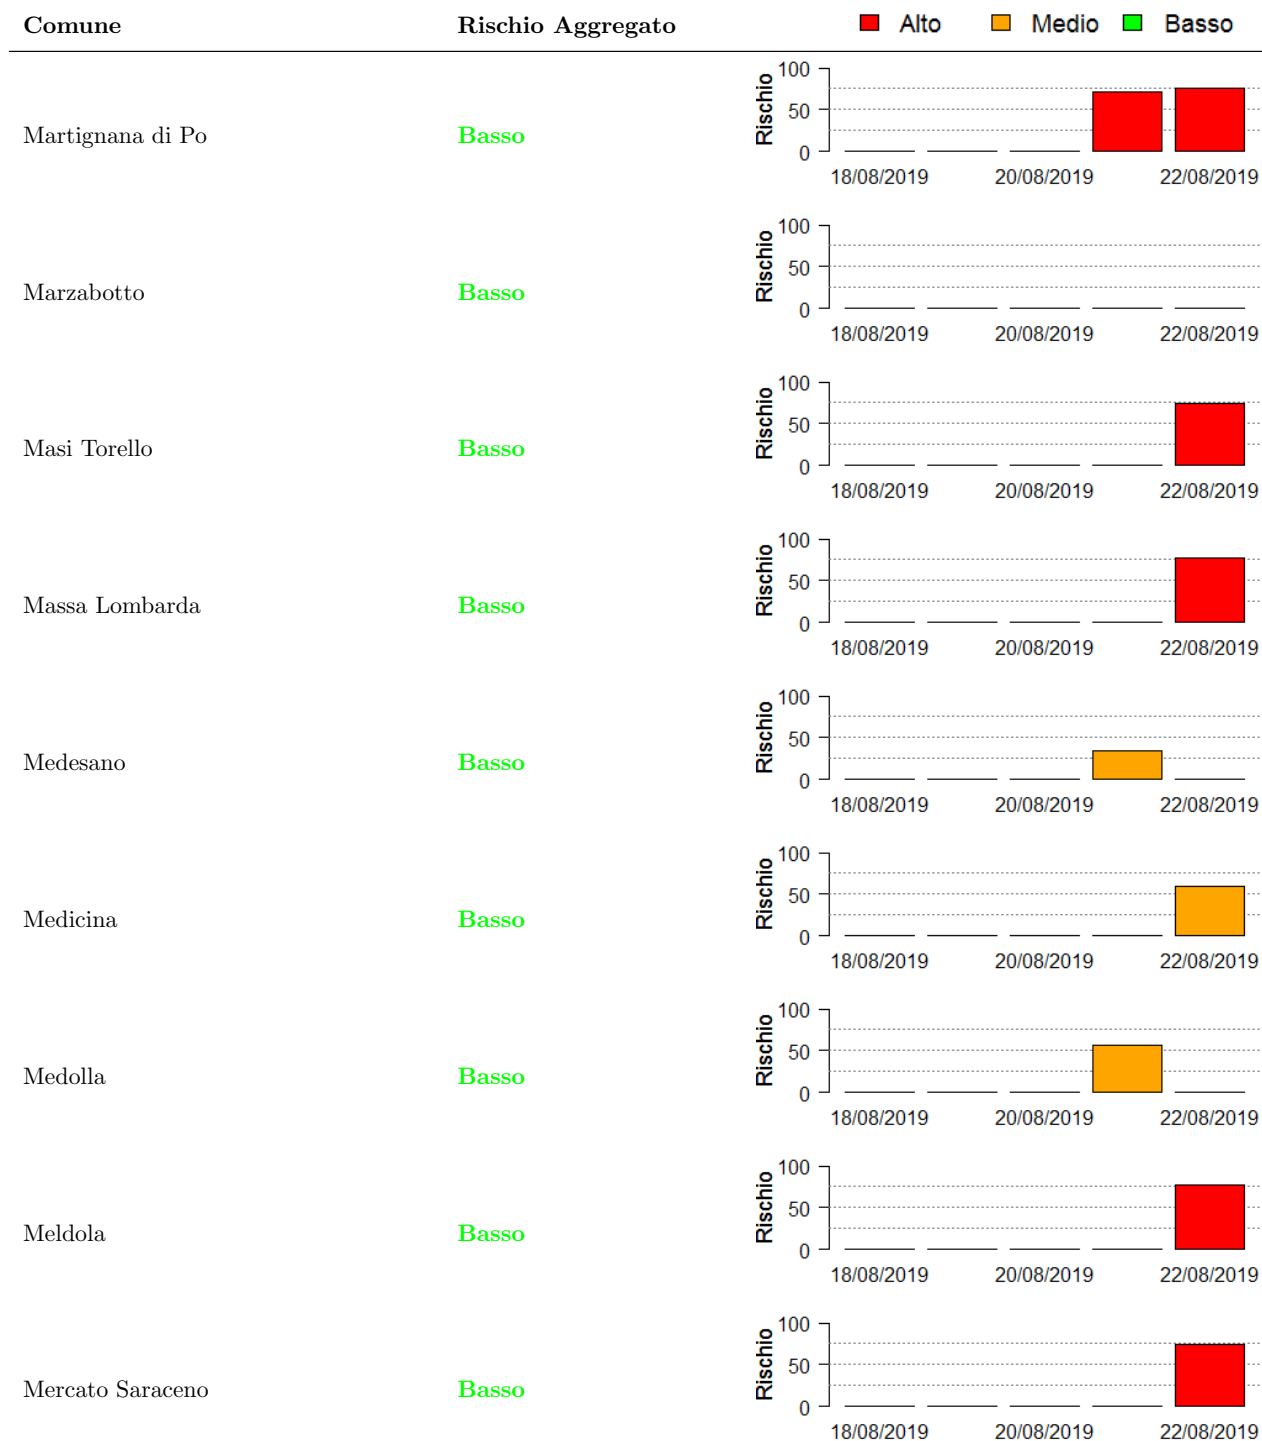 Comune Rischio Aggregato Alto Medio Basso
Martignana di Po Basso Rischio 0 50 100 18/08/2019 20/08/2019 22/08/2019
Marzabotto Basso Rischio 0 50 100 18/08/2019 20/08/2019 22/08/2019
Masi Torello Basso Rischio 0 50 100 18/08/2019 20/08/2019 22/08/2019
Massa Lombarda Basso Rischio 0 50 100 18/08/2019 20/08/2019 22/08/2019
Medesano Basso Rischio 0 50 100 18/08/2019 20/08/2019 22/08/2019
Medicina Basso Rischio 0 50 100 18/08/2019 20/08/2019 22/08/2019
Medolla Basso Rischio 0 50 100 18/08/2019 20/08/2019 22/08/2019
Meldola Basso Rischio 0 50 100 18/08/2019 20/08/2019 22/08/2019
Mercato Saraceno Basso Rischio 0 50 100 18/08/2019 20/08/2019 22/08/2019